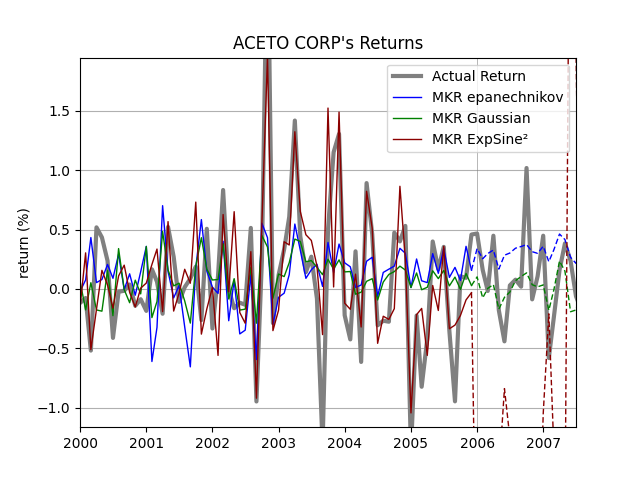 ACETO CORP's Returns
return (%)
1.5
1.0
0.5
0.0
−0.5
−1.0
2000 2001 2002 2003 2004 2005 2006 2007
Actual Return
MKR epanechnikov
MKR Gaussian
MKR ExpSine²